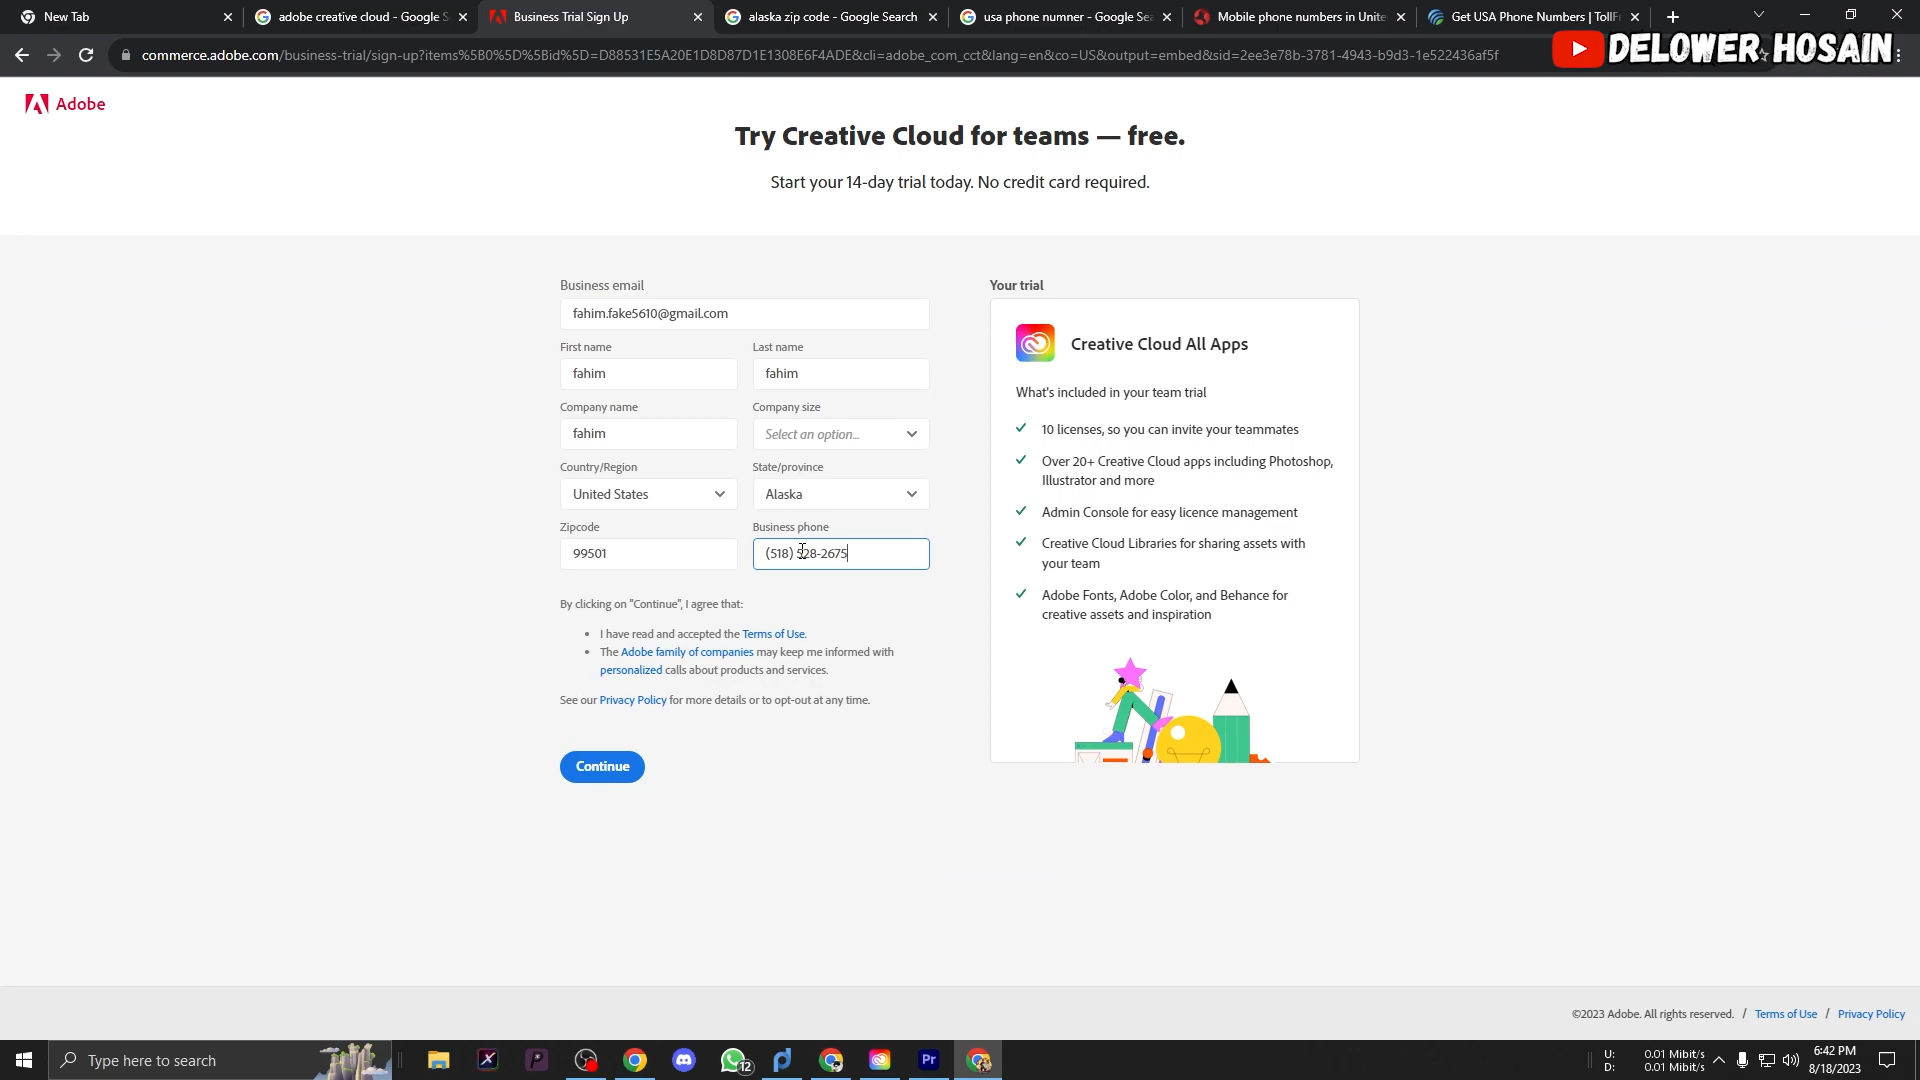 New Tab
adobe creative cloud - Google S
Business Trial Sign Up
alaska zip code - Google Search
usa phone numner - Google Sea
Mobile phone numbers in Unite
Get USA Phone Numbers | TollFr
commerce.adobe.com/business-trial/sign-up?items%5B0%5D%5Bid%5D=D88531E5A20E1D8D87D1E1308E6F4ADE&cli=adobe_com_cct&lang=en&co=US&output=embed&sid=2ee3e78b-3781-4943-b9d3-1e522436af5f
DELOWER HOSAIN
Adobe
Try Creative Cloud for teams — free.
Start your 14-day trial today. No credit card required.
Business email
fahim.fake5610@gmail.com
First name
Last name
fahim
fahim
Company name
Company size
fahim
Select an option...
Country/Region
State/province
United States
Alaska
Zipcode
Business phone
99501
(518) 528-2675
By clicking on "Continue", I agree that:
I have read and accepted the Terms of Use.
The Adobe family of companies may keep me informed with
personalized calls about products and services.
See our Privacy Policy for more details or to opt-out at any time.
Continue
Your trial
Creative Cloud All Apps
What's included in your team trial
10 licenses, so you can invite your teammates
Over 20+ Creative Cloud apps including Photoshop,
Illustrator and more
Admin Console for easy licence management
Creative Cloud Libraries for sharing assets with
your team
Adobe Fonts, Adobe Color, and Behance for
creative assets and inspiration
©2023 Adobe. All rights reserved. / Terms of Use / Privacy Policy
Type here to search
12
Pr
U: 0.01 Mibit/s
D: 0.01 Mibit/s
6:42 PM
8/18/2023